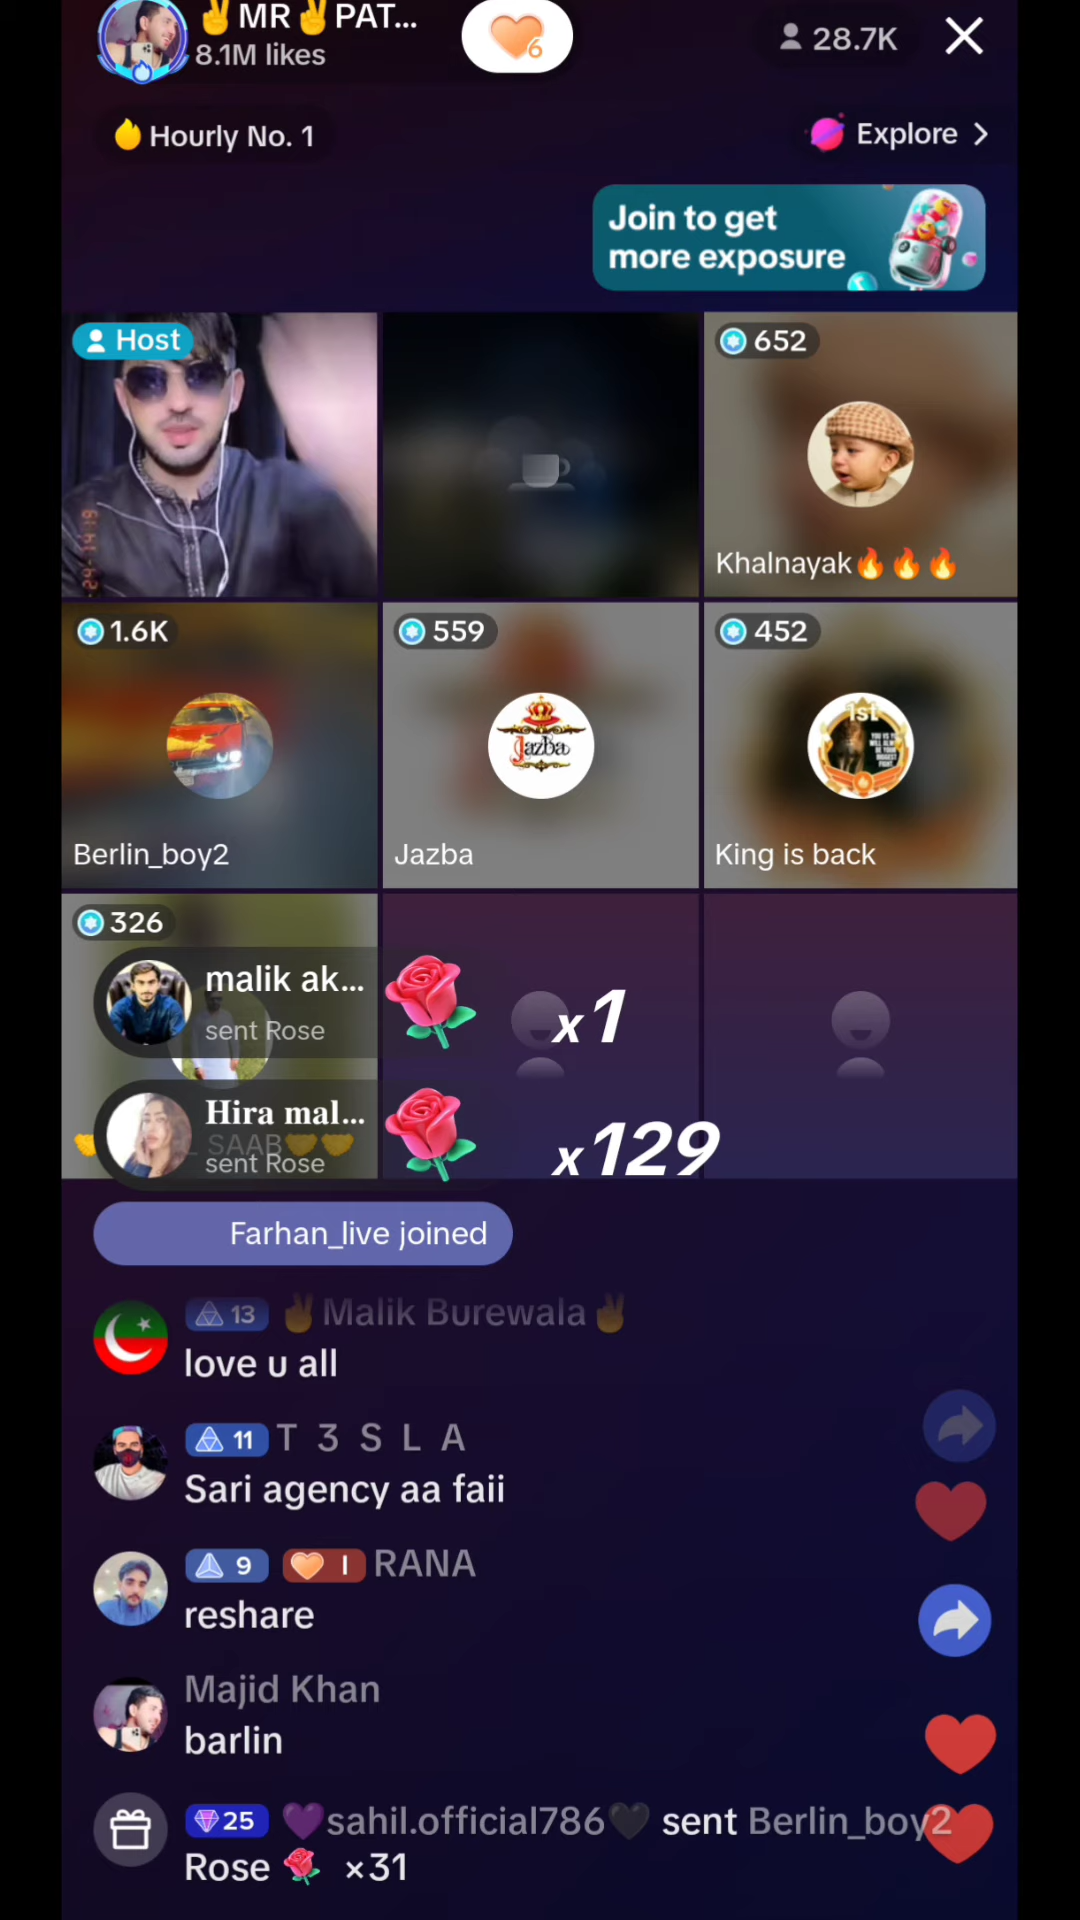 ✌️MR✌️PAT...
8.1M likes
6
28.7K
Hourly No. 1
Explore
Join to get
more exposure
Host
652
Khalnayak🔥🔥🔥
1.6K
559
452
Jazba
1st
Berlin_boy2
Jazba
King is back
326
malik ak...
sent Rose
x1
Hira mal...
SAAB🤝🤝
sent Rose
x129
Farhan_live joined
13 ✌️Malik Burewala✌️
love u all
11 T 3 S L A
Sari agency aa faii
9 I RANA
reshare
Majid Khan
barlin
25 💜sahil.official786🖤 sent Berlin_boy2
Rose 🌹 ×31